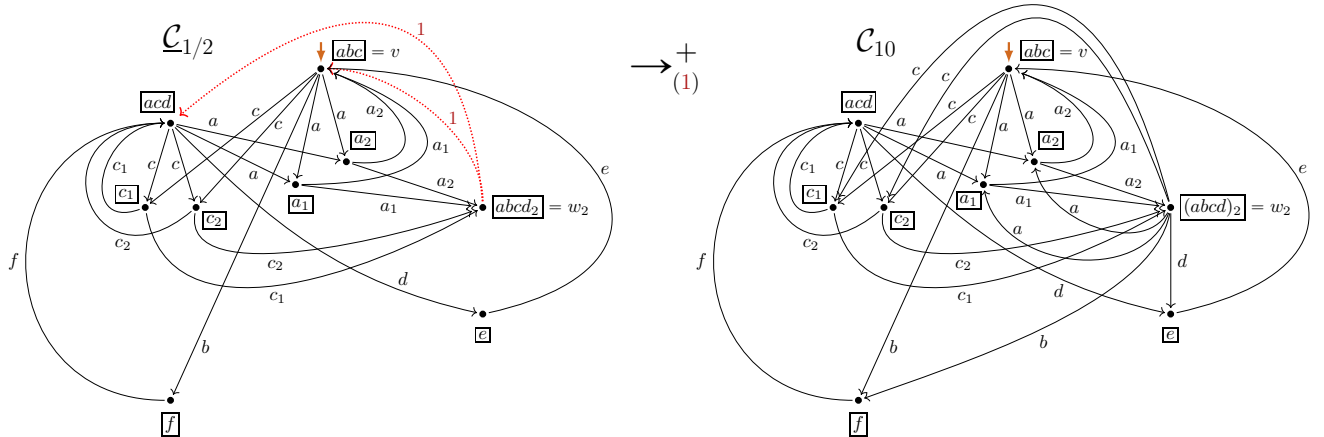 C̲₁/₂
1
abc = v
acd
a
c
c
a
a
a₂
a₂
a₁
c₁
c
c
a
c₁
c₂
a₁
a₂
a₁
abcd₂ = w₂
c₂
c₂
c₁
1
e
f
d
e
b
f
⟶⁺
(1)
C₁₀
abc = v
acd
c
c
a
c
c
a
a
a₂
a₂
a₁
c₁
c
c
a
c₁
c₂
a₁
a₂
a₁
a
a
(abcd)₂ = w₂
c₂
c₂
c₁
d
e
f
d
e
b
b
f